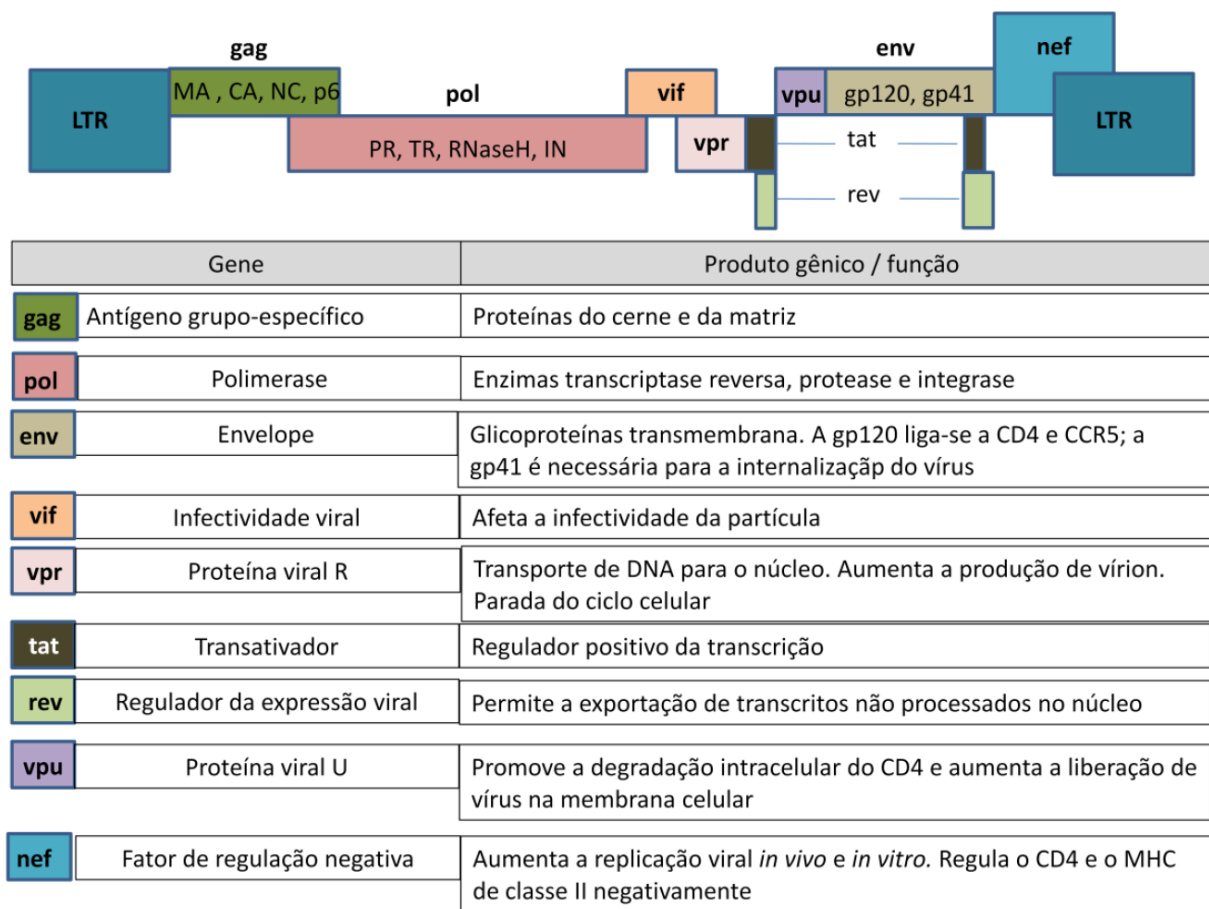 gag
env
nef
LTR
MA , CA, NC, p6
pol
vif
vpu
gp120, gp41
LTR
PR, TR, RNaseH, IN
vpr
tat
rev
Gene
Produto gênico / função
gag
Antígeno grupo-específico
Proteínas do cerne e da matriz
pol
Polimerase
Enzimas transcriptase reversa, protease e integrase
env
Envelope
Glicoproteínas transmembrana. A gp120 liga-se a CD4 e CCR5; a
gp41 é necessária para a internalizaçãp do vírus
vif
Infectividade viral
Afeta a infectividade da partícula
vpr
Proteína viral R
Transporte de DNA para o núcleo. Aumenta a produção de vírion.
Parada do ciclo celular
tat
Transativador
Regulador positivo da transcrição
rev
Regulador da expressão viral
Permite a exportação de transcritos não processados no núcleo
vpu
Proteína viral U
Promove a degradação intracelular do CD4 e aumenta a liberação de
vírus na membrana celular
nef
Fator de regulação negativa
Aumenta a replicação viral in vivo e in vitro. Regula o CD4 e o MHC
de classe II negativamente